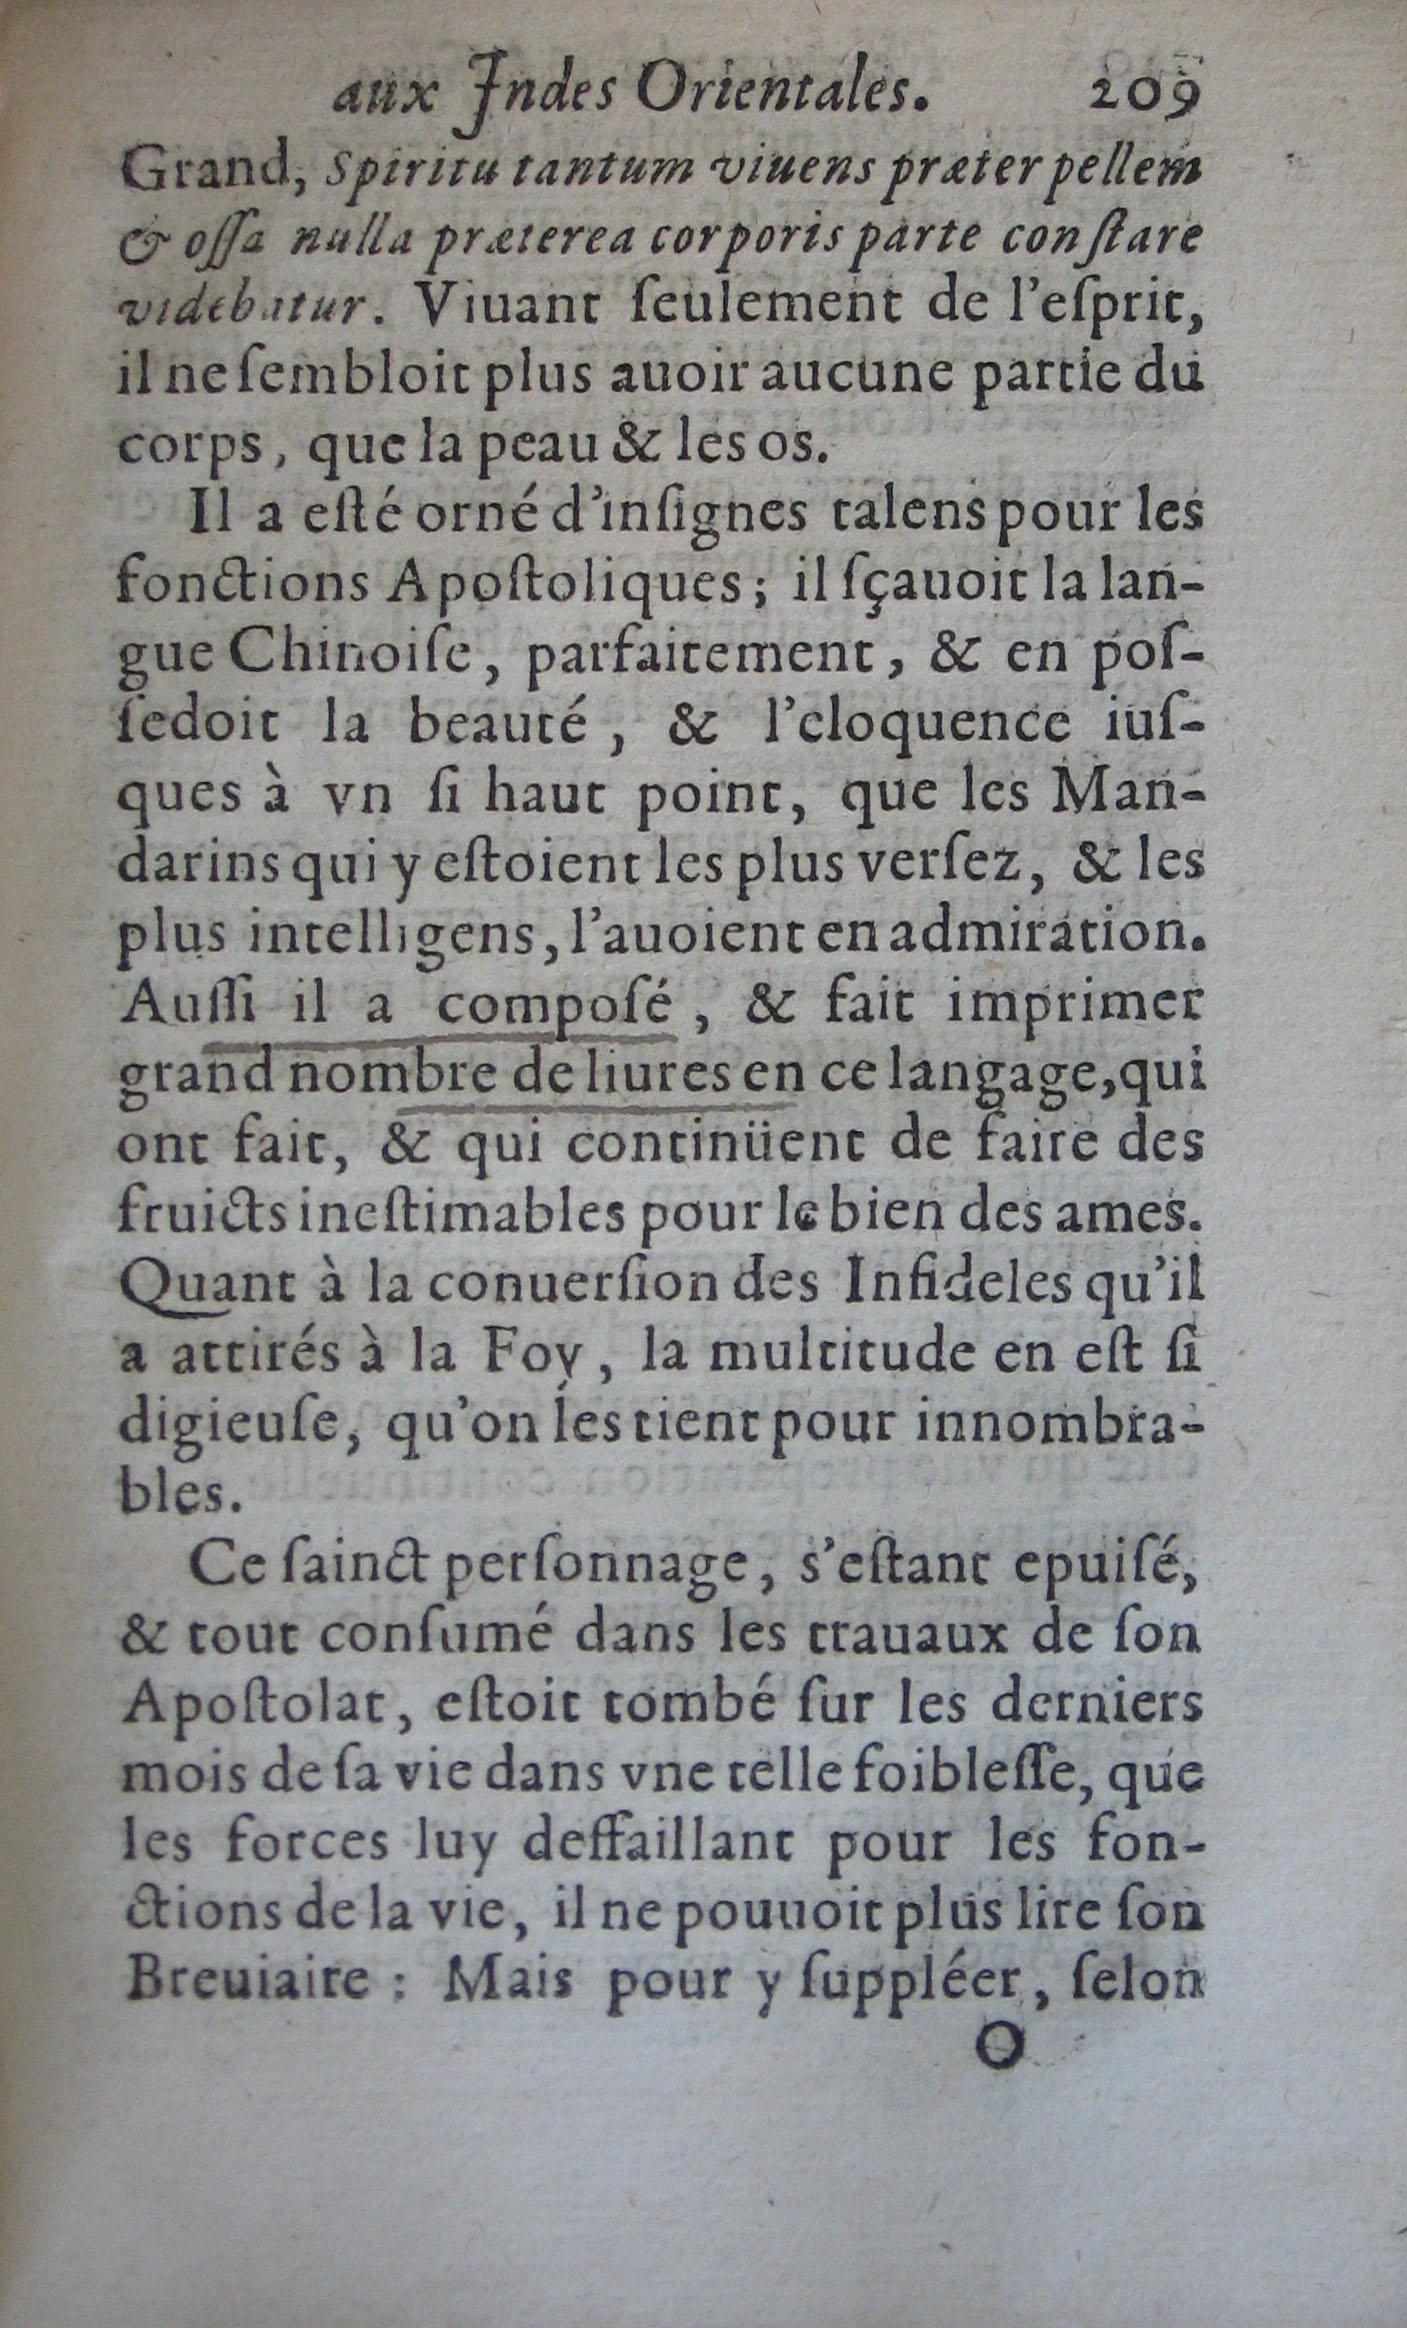 aux Indes Orientales. 209
Grand, Spiritu tantum viuens præter pellem
& oſſa nulla præterea corporis parte conſtare
videbatur. Viuant ſeulement de l'eſprit,
il ne ſembloit plus auoir aucune partie du
corps, que la peau & les os.
Il a eſté orné d'inſignes talens pour les
fonctions Apoſtoliques; il ſçauoit la lan-
gue Chinoiſe, parfaitement, & en poſ-
ſedoit la beauté, & l'eloquence iuſ-
ques à vn ſi haut point, que les Man-
darins qui y eſtoient les plus verſez, & les
plus intelligens, l'auoient en admiration.
Auſſi il a compoſé, & fait imprimer
grand nombre de liures en ce langage, qui
ont fait, & qui continüent de faire des
fruicts ineſtimables pour le bien des ames.
Quant à la conuerſion des Infideles qu'il
a attirés à la Foy, la multitude en eſt ſi
digieuſe, qu'on les tient pour innombra-
bles.
Ce ſainct perſonnage, s'eſtant epuiſé,
& tout conſumé dans les trauaux de ſon
Apoſtolat, eſtoit tombé ſur les derniers
mois de ſa vie dans vne telle foibleſſe, que
les forces luy deffaillant pour les fon-
ctions de la vie, il ne pouuoit plus lire ſon
Breuiaire : Mais pour y ſuppléer, ſelon
O